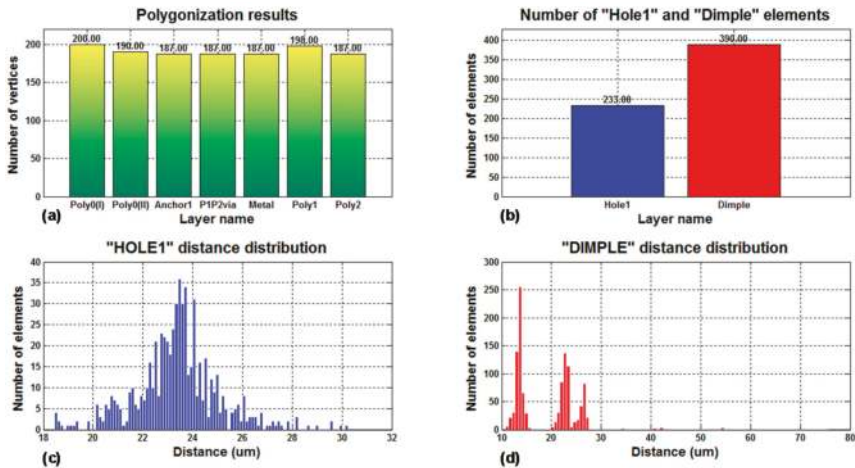 Polygonization results
Number of vertices
200
150
100
50
0
200.00
190.00
187.00
187.00
187.00
198.00
187.00
Poly0(I)
Poly0(II)
Anchor1
P1P2via
Metal
Poly1
Poly2
(a)
Layer name
Number of "Hole1" and "Dimple" elements
Number of elements
400
350
300
250
200
150
100
50
0
233.00
390.00
Hole1
Dimple
(b)
Layer name
"HOLE1" distance distribution
Number of elements
40
35
30
25
20
15
10
5
0
18
20
22
24
26
28
30
32
(c)
Distance (um)
"DIMPLE" distance distribution
Number of elements
300
250
200
150
100
50
0
10
20
30
40
50
60
70
80
(d)
Distance (um)